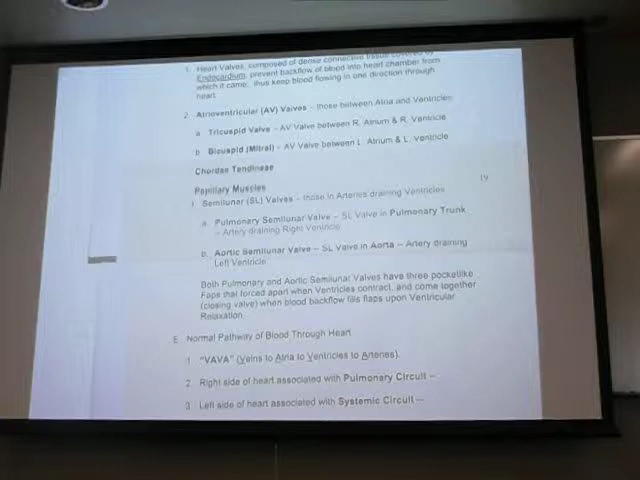 1. Heart Valves, composed of dense connective tissue covered by
Endocardium, prevent backflow of blood into heart chamber from
which it came; thus keep blood flowing in one direction through
heart.
2. Atrioventricular (AV) Valves – those between Atria and Ventricles
a. Tricuspid Valve – AV Valve between R. Atrium & R. Ventricle
b. Bicuspid (Mitral) – AV Valve between L. Atrium & L. Ventricle
Chordae Tendineae
Papillary Muscles
19
Semilunar (SL) Valves – those in Arteries draining Ventricles
a. Pulmonary Semilunar Valve – SL Valve in Pulmonary Trunk
– Artery draining Right Ventricle
b. Aortic Semilunar Valve – SL Valve in Aorta – Artery draining
Left Ventricle
Both Pulmonary and Aortic Semilunar Valves have three pocketlike
Flaps that forced apart when Ventricles contract, and come together
(closing valve) when blood backflow fills flaps upon Ventricular
Relaxation.
E. Normal Pathway of Blood Through Heart
1. "VAVA" (Veins to Atria to Ventricles to Arteries).
2. Right side of heart associated with Pulmonary Circuit –
3. Left side of heart associated with Systemic Circuit –